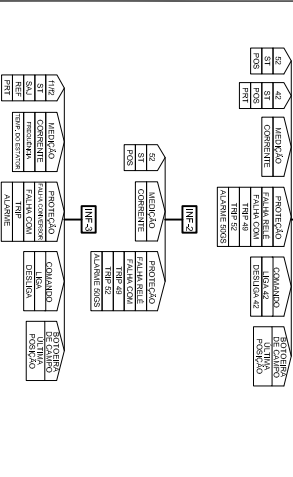 52
ST
POS
42
ST
POS
PRT
MEDIÇÃO
CORRENTE
PROTEÇÃO
FALHA RELÉ
FALHA COM
TRIP 49
TRIP 52
ALARME 50GS
COMANDO
LIGA 42
DESLIGA 42
BOTOEIRA
DE CAMPO
ÚLTIMA
POSIÇÃO
INF-2
52
ST
POS
MEDIÇÃO
CORRENTE
PROTEÇÃO
FALHA RELÉ
FALHA COM
TRIP 49
TRIP 52
ALARME 50GS
INF-3
f1/f2
ST
SAJ
REF
PRT
MEDIÇÃO
CORRENTE
FREQUÊNCIA
TEMP. DO ESTATOR
PROTEÇÃO
FALHA CONVERSOR
FALHA COM
TRIP
ALARME
COMANDO
LIGA
DESLIGA
BOTOEIRA
DE CAMPO
ÚLTIMA
POSIÇÃO